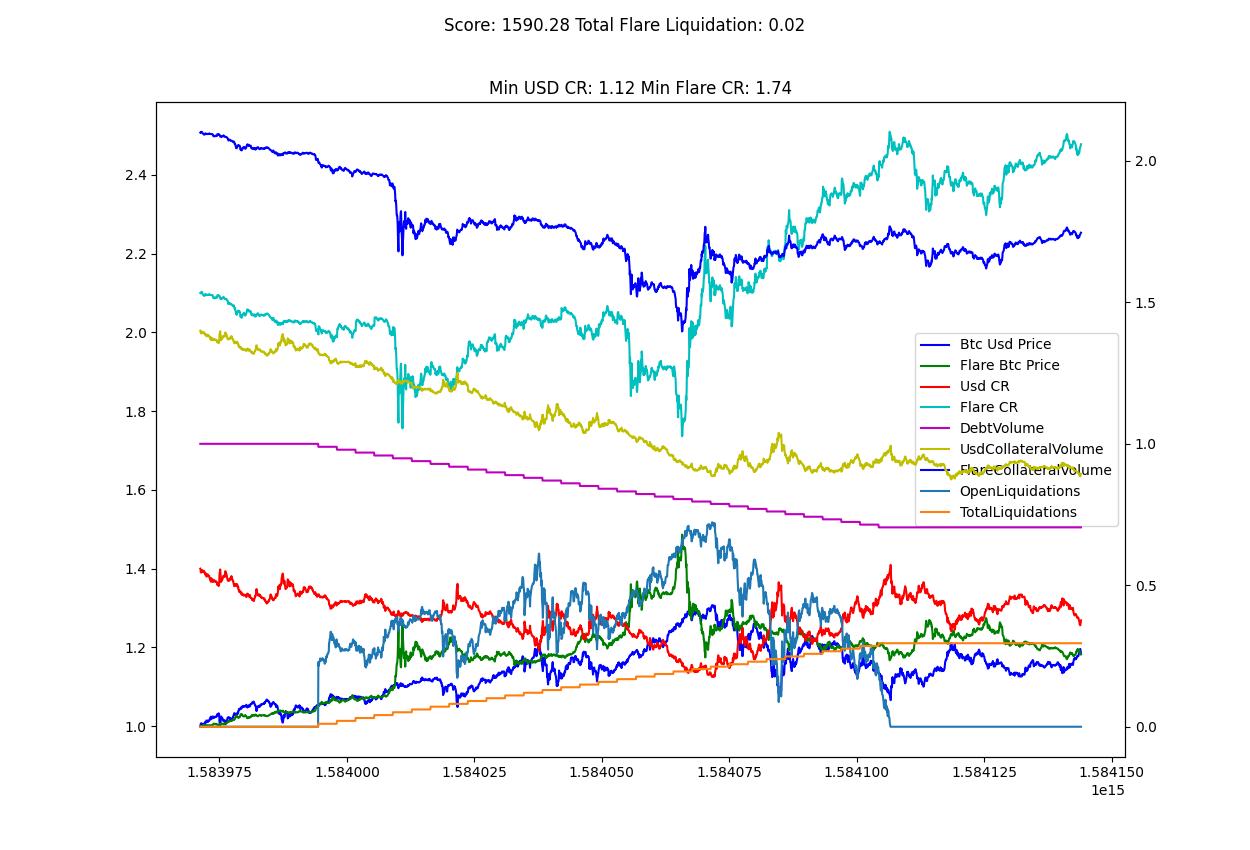 Score: 1590.28 Total Flare Liquidation: 0.02
Min USD CR: 1.12 Min Flare CR: 1.74
2.4
2.2
2.0
1.8
1.6
1.4
1.2
1.0
2.0
1.5
1.0
0.5
0.0
Btc Usd Price
Flare Btc Price
Usd CR
Flare CR
DebtVolume
UsdCollateralVolume
FlareCollateralVolume
OpenLiquidations
TotalLiquidations
1.583975 1.584000 1.584025 1.584050 1.584075 1.584100 1.584125 1.584150
1e15